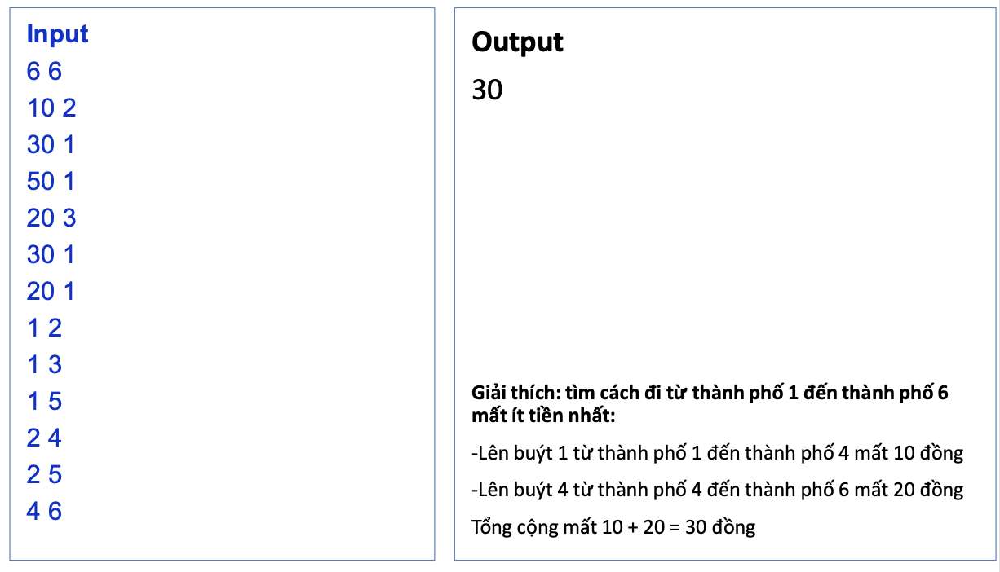 Input
6 6
10 2
30 1
50 1
20 3
30 1
20 1
1 2
1 3
1 5
2 4
2 5
4 6
Output
30
Giải thích: tìm cách đi từ thành phố 1 đến thành phố 6
mất ít tiền nhất:
-Lên buýt 1 từ thành phố 1 đến thành phố 4 mất 10 đồng
-Lên buýt 4 từ thành phố 4 đến thành phố 6 mất 20 đồng
Tổng cộng mất 10 + 20 = 30 đồng